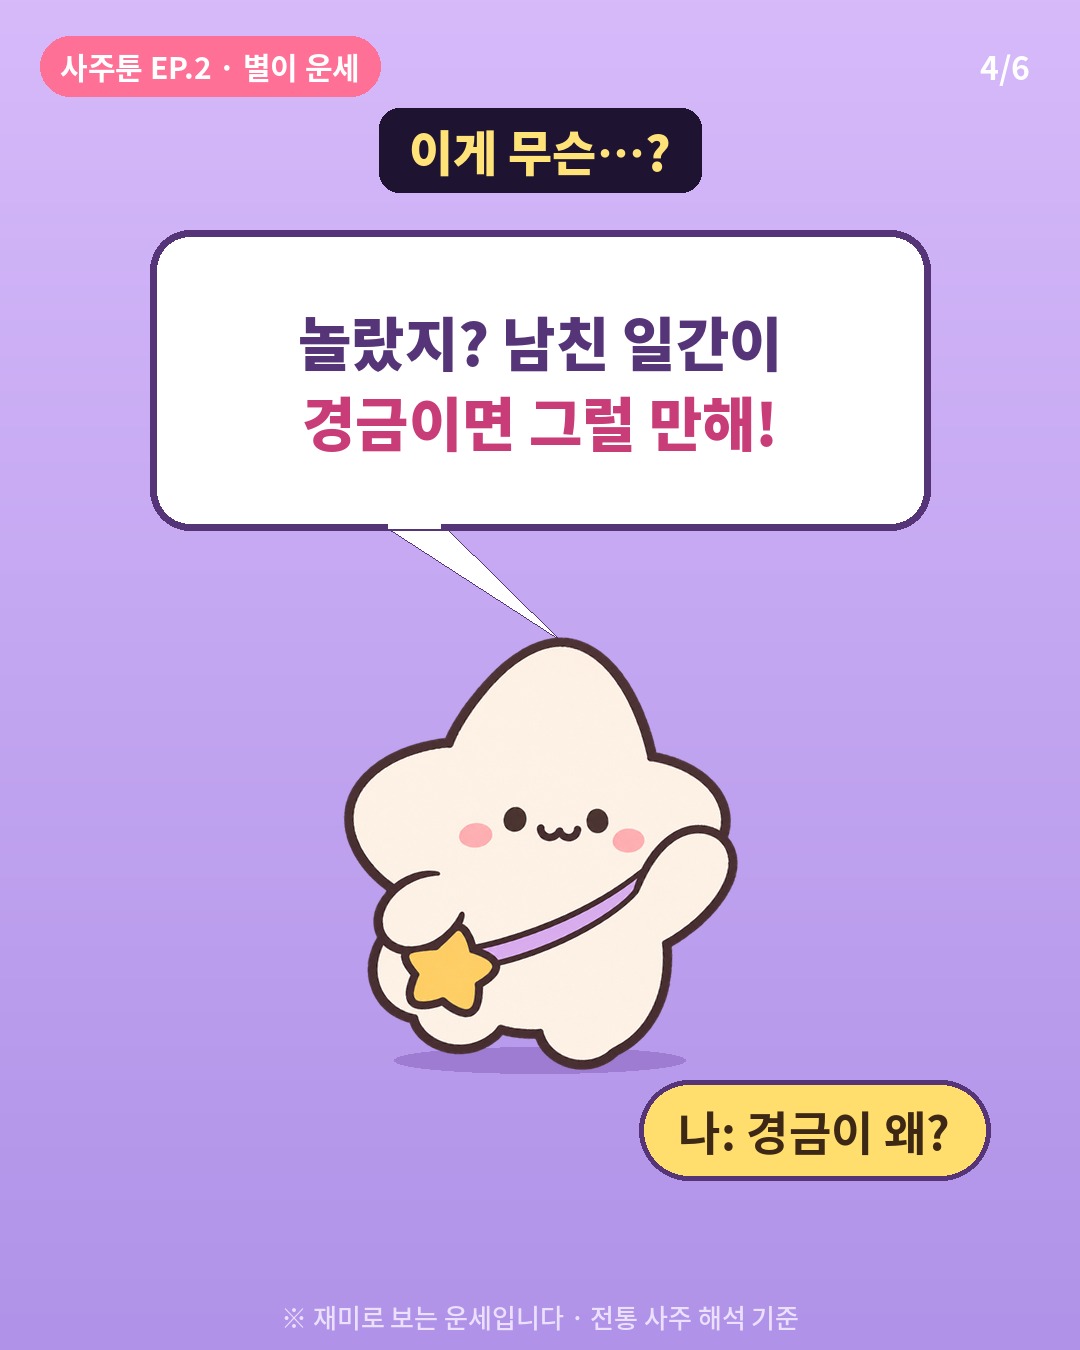 사주툰 EP.2 · 별이 운세
4/6
이게 무슨…?
놀랐지? 남친 일간이
경금이면 그럴 만해!
나: 경금이 왜?
※ 재미로 보는 운세입니다 · 전통 사주 해석 기준